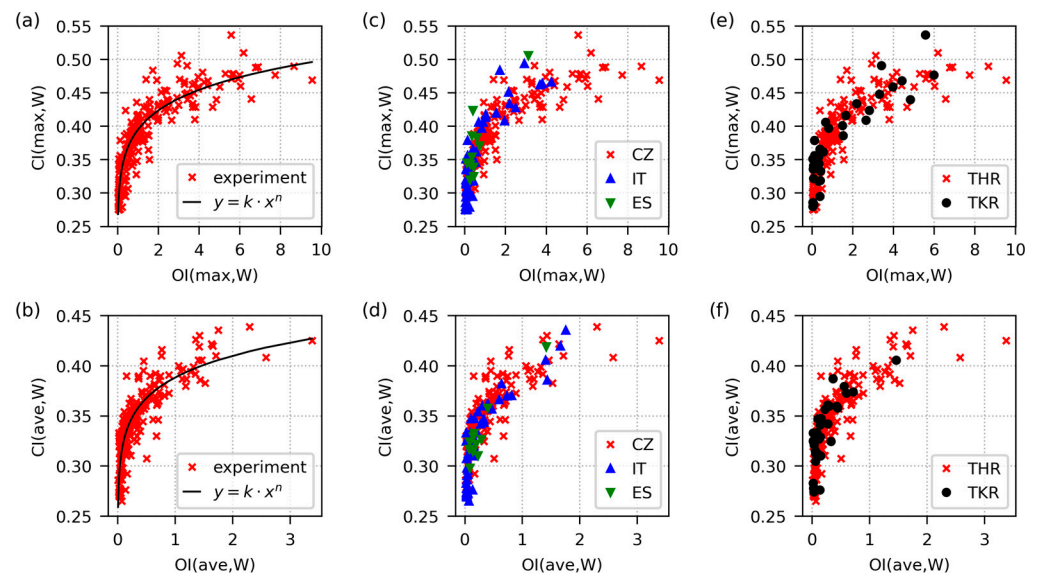 (a)
0.55
0.50
0.45
0.40
0.35
0.30
0.25
CI(max,W)
experiment
y = k · xⁿ
0 2 4 6 8 10
OI(max,W)
(c)
0.55
0.50
0.45
0.40
0.35
0.30
0.25
CI(max,W)
CZ
IT
ES
0 2 4 6 8 10
OI(max,W)
(e)
0.55
0.50
0.45
0.40
0.35
0.30
0.25
CI(max,W)
THR
TKR
0 2 4 6 8 10
OI(max,W)
(b)
0.45
0.40
0.35
0.30
0.25
CI(ave,W)
experiment
y = k · xⁿ
0 1 2 3
OI(ave,W)
(d)
0.45
0.40
0.35
0.30
0.25
CI(ave,W)
CZ
IT
ES
0 1 2 3
OI(ave,W)
(f)
0.45
0.40
0.35
0.30
0.25
CI(ave,W)
THR
TKR
0 1 2 3
OI(ave,W)